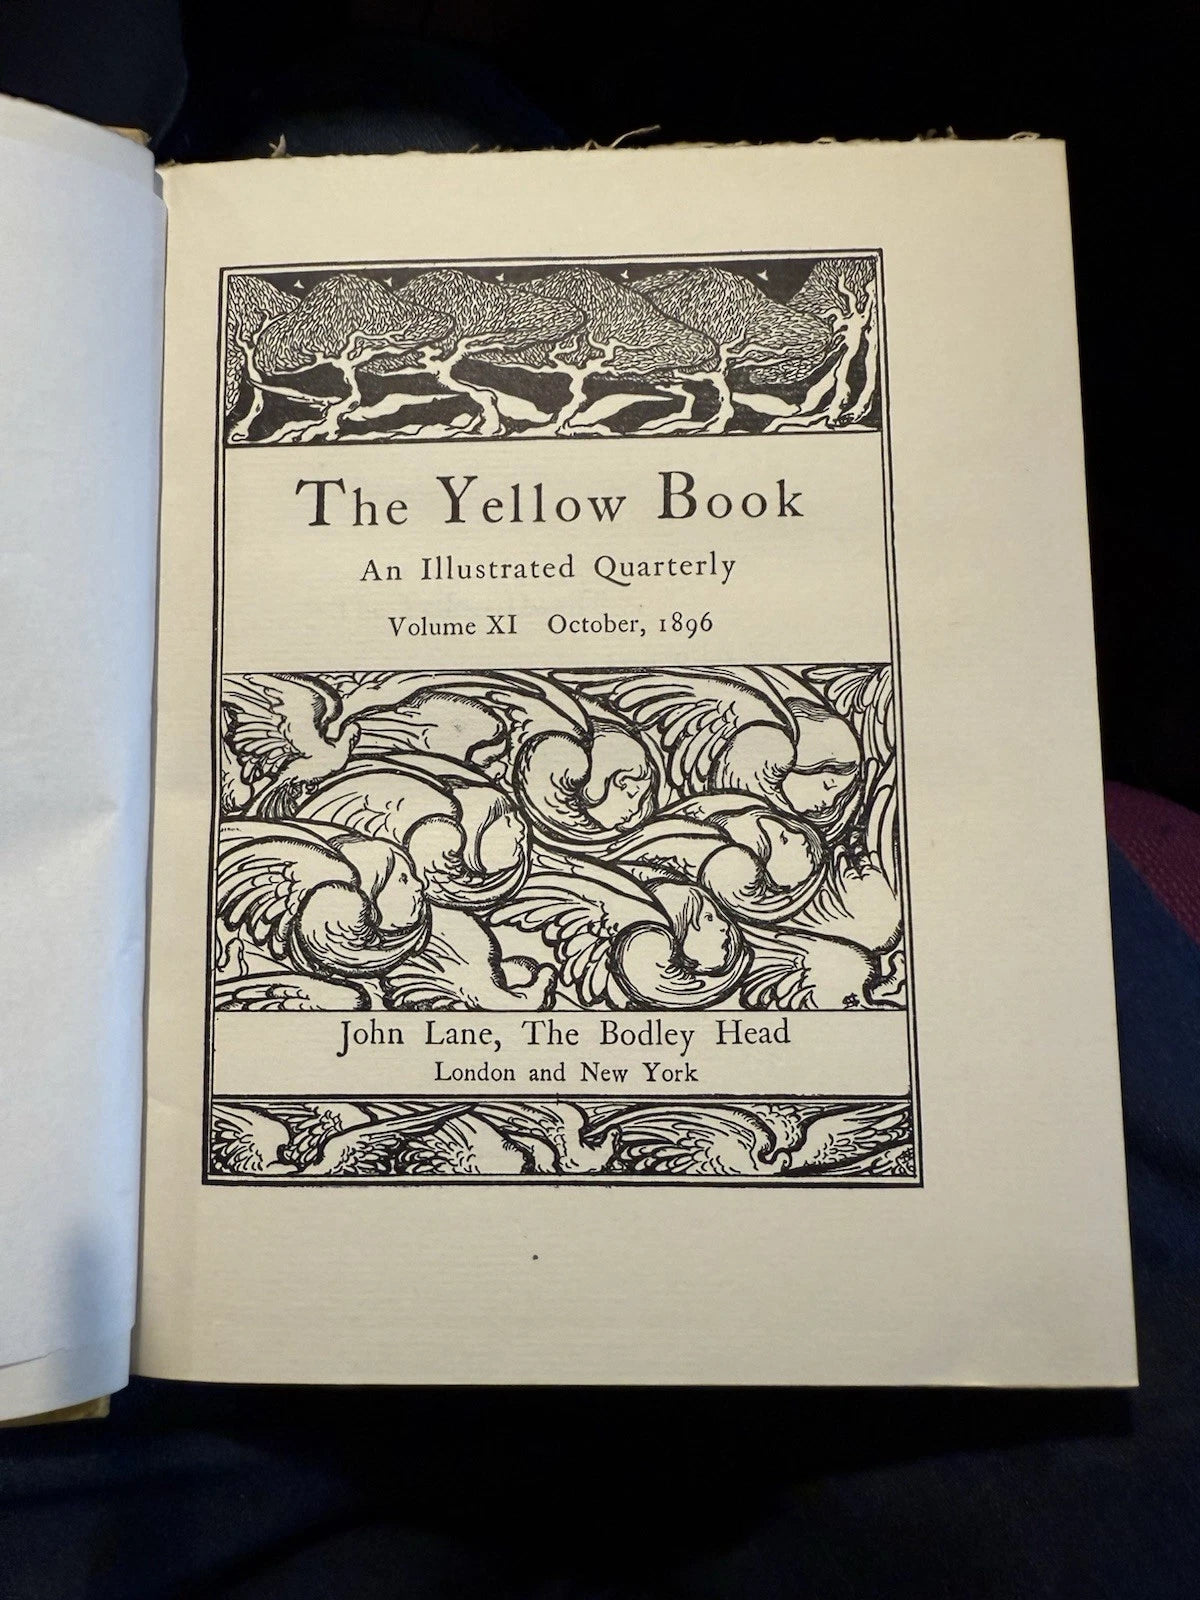 The Yellow Book
An Illustrated Quarterly
Volume XI October, 1896
John Lane, The Bodley Head
London and New York